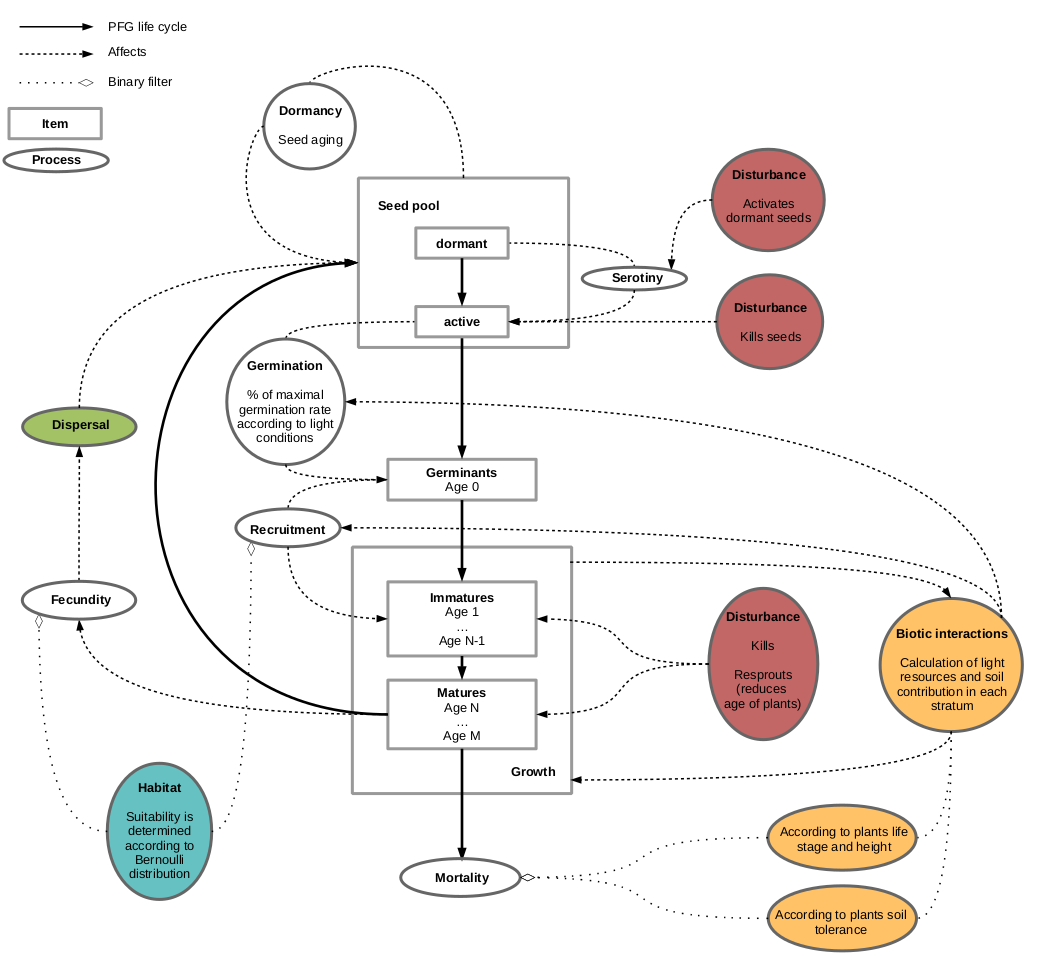 PFG life cycle
Affects
Binary filter
Item
Process
Dormancy
Seed aging
Seed pool
dormant
active
Disturbance
Activates
dormant seeds
Serotiny
Disturbance
Kills seeds
Germination
% of maximal
germination rate
according to light
conditions
Dispersal
Germinants
Age 0
Recruitment
Fecundity
Immatures
Age 1
...
Age N-1
Matures
Age N
...
Age M
Growth
Disturbance
Kills
Resprouts
(reduces
age of plants)
Biotic interactions
Calculation of light
resources and soil
contribution in each
stratum
Habitat
Suitability is
determined
according to
Bernoulli
distribution
Mortality
According to plants life
stage and height
According to plants soil
tolerance